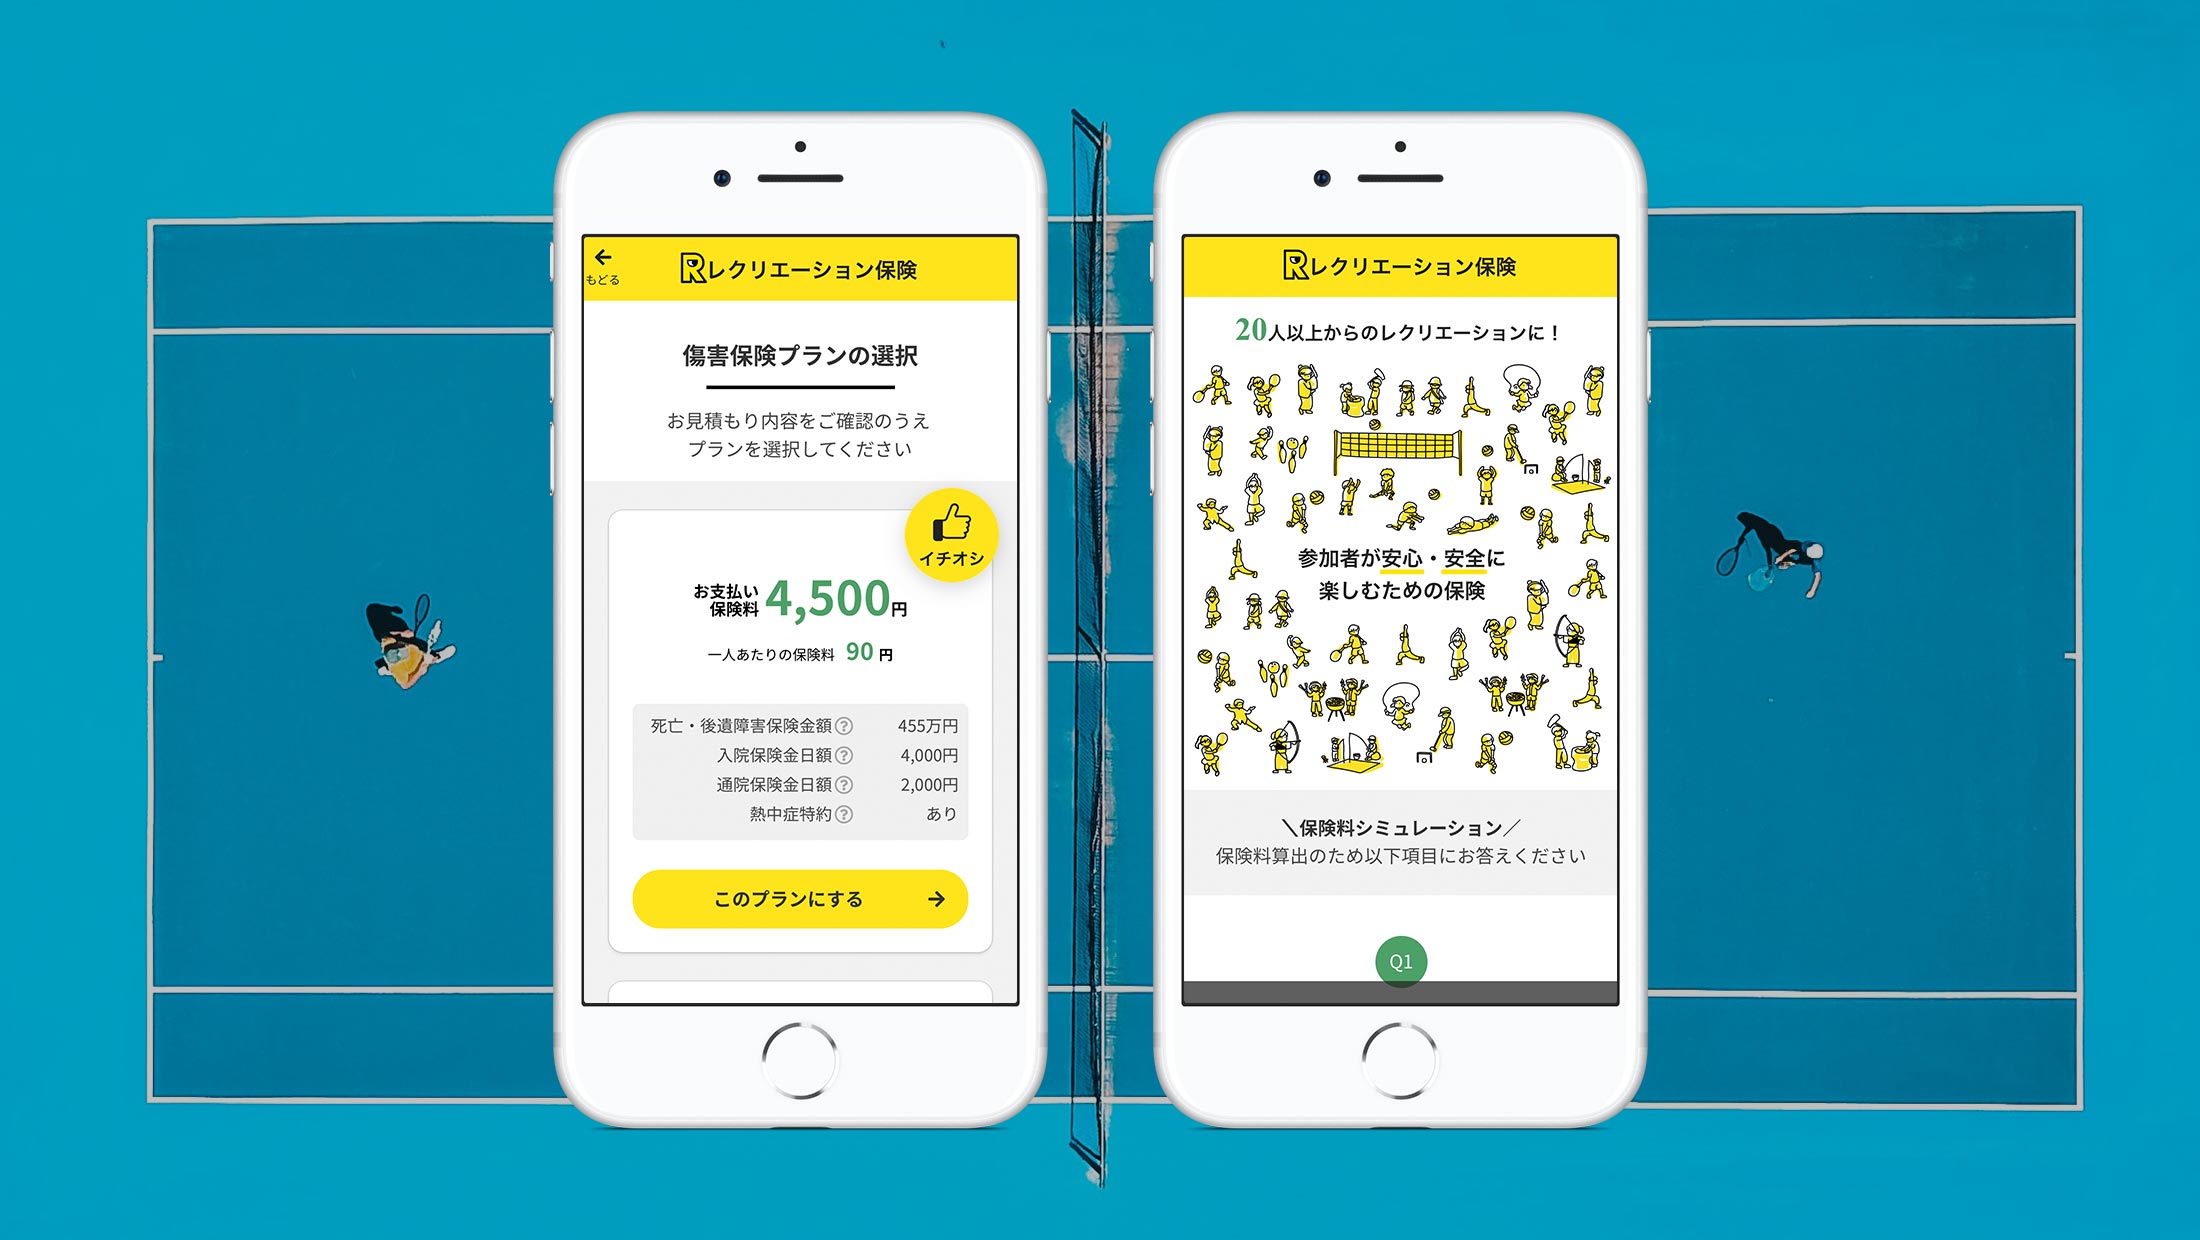 もどる
Rレクリエーション保険
傷害保険プランの選択
お見積もり内容をご確認のうえ
プランを選択してください
イチオシ
お支払い
保険料 4,500円
一人あたりの保険料 90 円
死亡・後遺障害保険金額? 455万円
入院保険金日額? 4,000円
通院保険金日額? 2,000円
熱中症特約? あり
このプランにする
Rレクリエーション保険
20人以上からのレクリエーションに！
参加者が安心・安全に
楽しむための保険
＼保険料シミュレーション／
保険料算出のため以下項目にお答えください
Q1